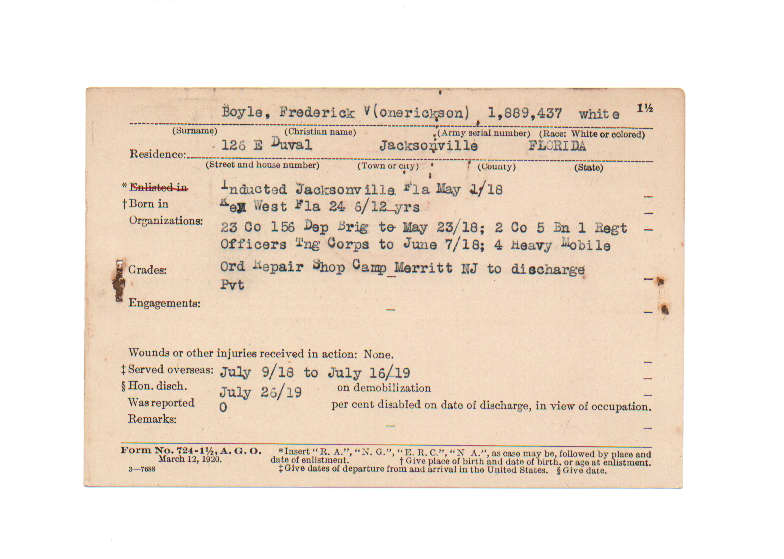 Boyle, Frederick V(onerickson) 1,889,437 white 1½
(Surname) (Christian name) (Army serial number) (Race: White or colored)
Residence: 126 E Duval Jacksonville FLORIDA
(Street and house number) (Town or city) (County) (State)
*Enlisted in Inducted Jacksonville Fla May 1/18
†Born in Key West Fla 24 6/12 yrs
Organizations: 23 Co 156 Dep Brig to May 23/18; 2 Co 5 Bn 1 Regt
Officers Tng Corps to June 7/18; 4 Heavy Mobile
Grades: Ord Repair Shop Camp Merritt NJ to discharge
Pvt
Engagements: –
Wounds or other injuries received in action: None.
‡Served overseas: July 9/18 to July 16/19
§Hon. disch. July 26/19 on demobilization
Was reported 0 per cent disabled on date of discharge, in view of occupation.
Remarks: –
Form No. 724-1½, A. G. O. *Insert "R. A.", "N. G.", "E. R. C.", "N A.", as case may be, followed by place and
March 12, 1920. date of enlistment. †Give place of birth and date of birth, or age at enlistment.
3—7688 ‡Give dates of departure from and arrival in the United States. §Give date.